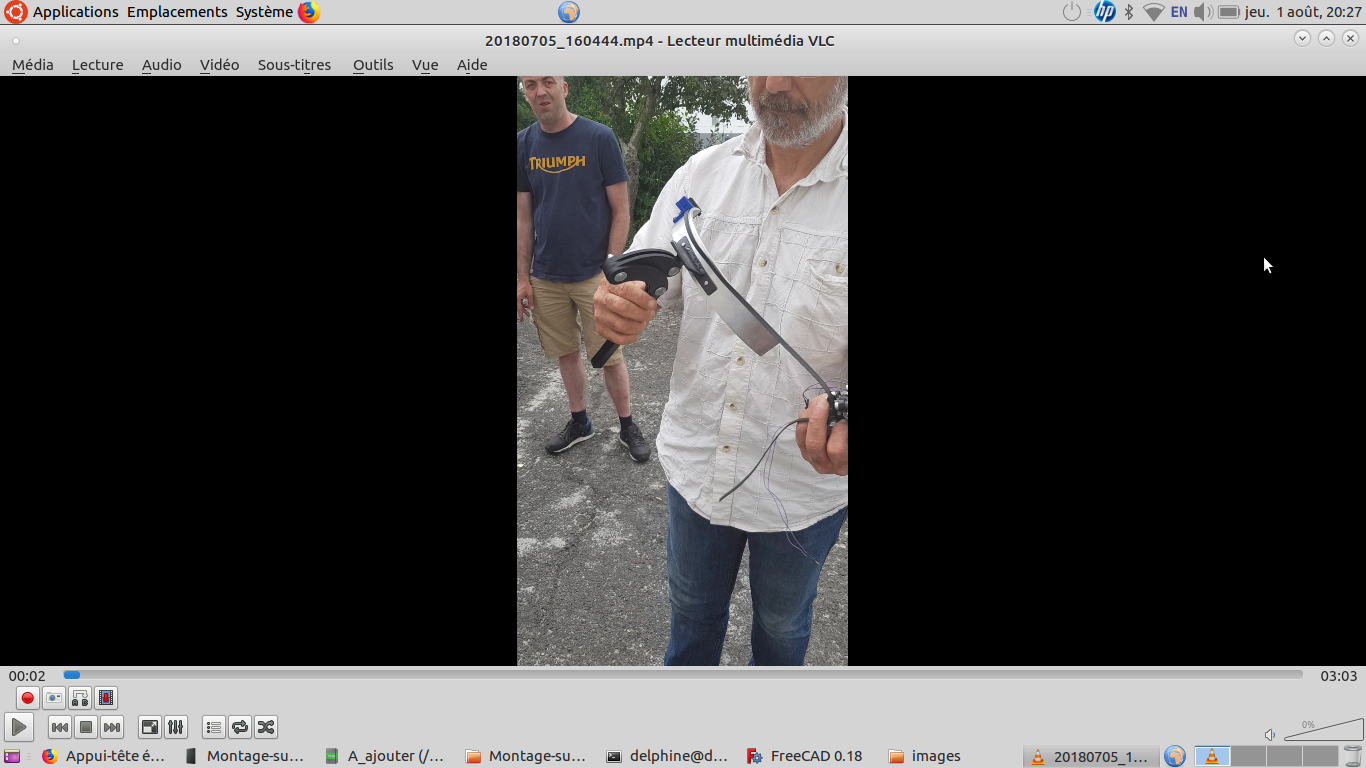 Applications Emplacements Système EN jeu. 1 août, 20:27
20180705_160444.mp4 - Lecteur multimédia VLC
Média Lecture Audio Vidéo Sous-titres Outils Vue Aide
TRIUMPH
00:02 03:03
0%
Appui-tête é... Montage-su... A_ajouter (/... Montage-su... delphine@d... FreeCAD 0.18 images 20180705_1...